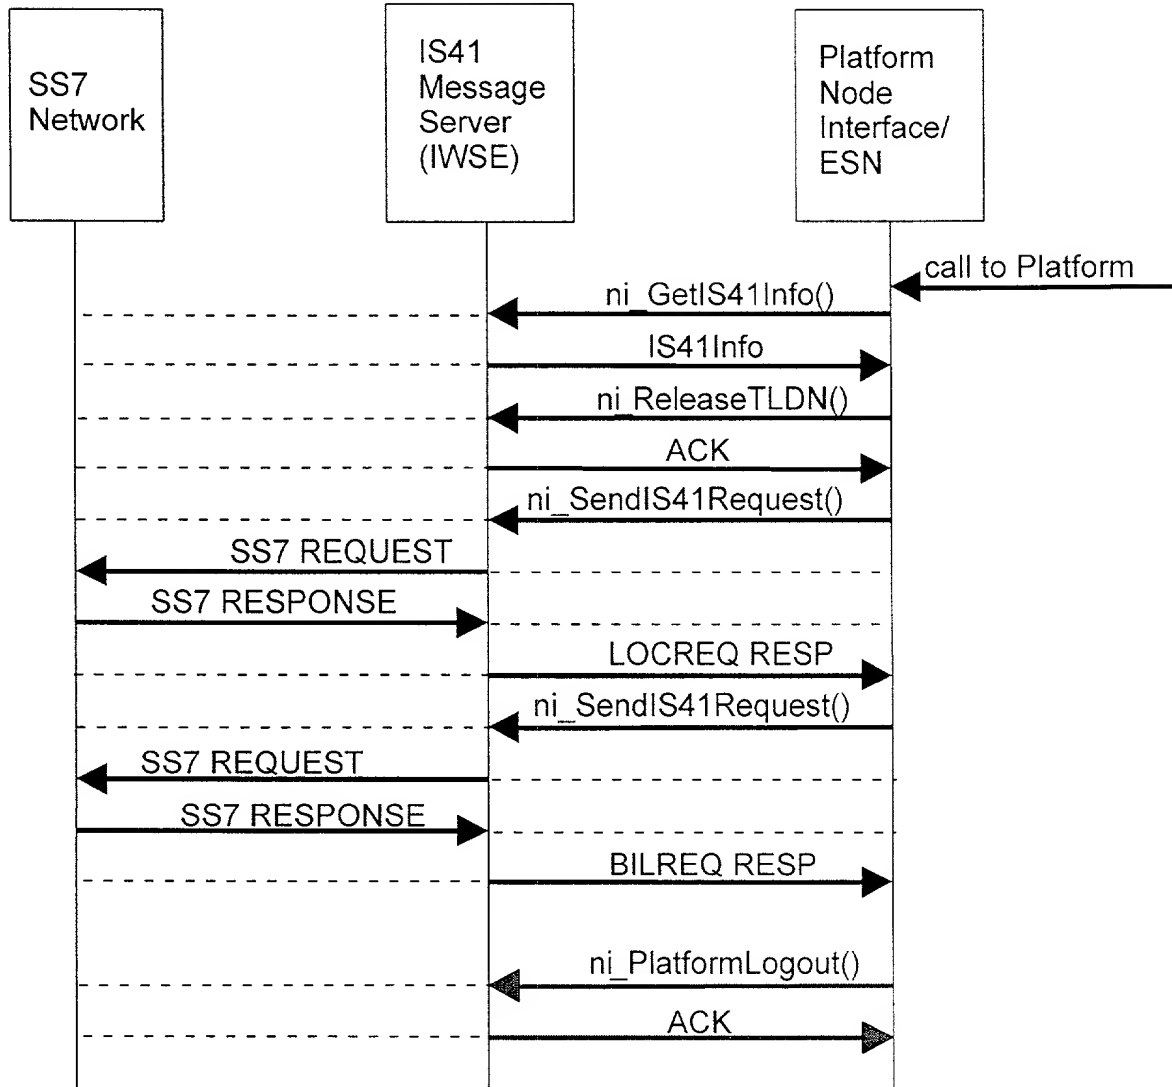 SS7
Network
IS41
Message
Server
(IWSE)
Platform
Node
Interface/
ESN
call to Platform
ni_GetIS41Info()
IS41Info
ni_ReleaseTLDN()
ACK
ni_SendIS41Request()
SS7 REQUEST
SS7 RESPONSE
LOCREQ RESP
ni_SendIS41Request()
SS7 REQUEST
SS7 RESPONSE
BILREQ RESP
ni_PlatformLogout()
ACK